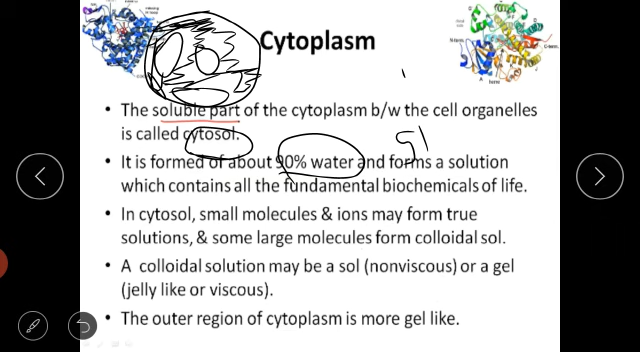 Cytoplasm
• The soluble part of the cytoplasm b/w the cell organelles
is called cytosol.
• It is formed of about 90% water and forms a solution
which contains all the fundamental biochemicals of life.
• In cytosol, small molecules & ions may form true
solutions, & some large molecules form colloidal sol.
• A colloidal solution may be a sol (nonviscous) or a gel
(jelly like or viscous).
• The outer region of cytoplasm is more gel like.